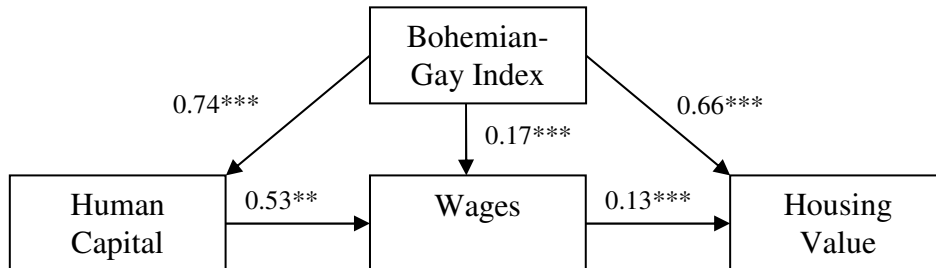 Bohemian-
Gay Index
0.74***
0.66***
0.17***
Human
Capital
0.53**
Wages
0.13***
Housing
Value